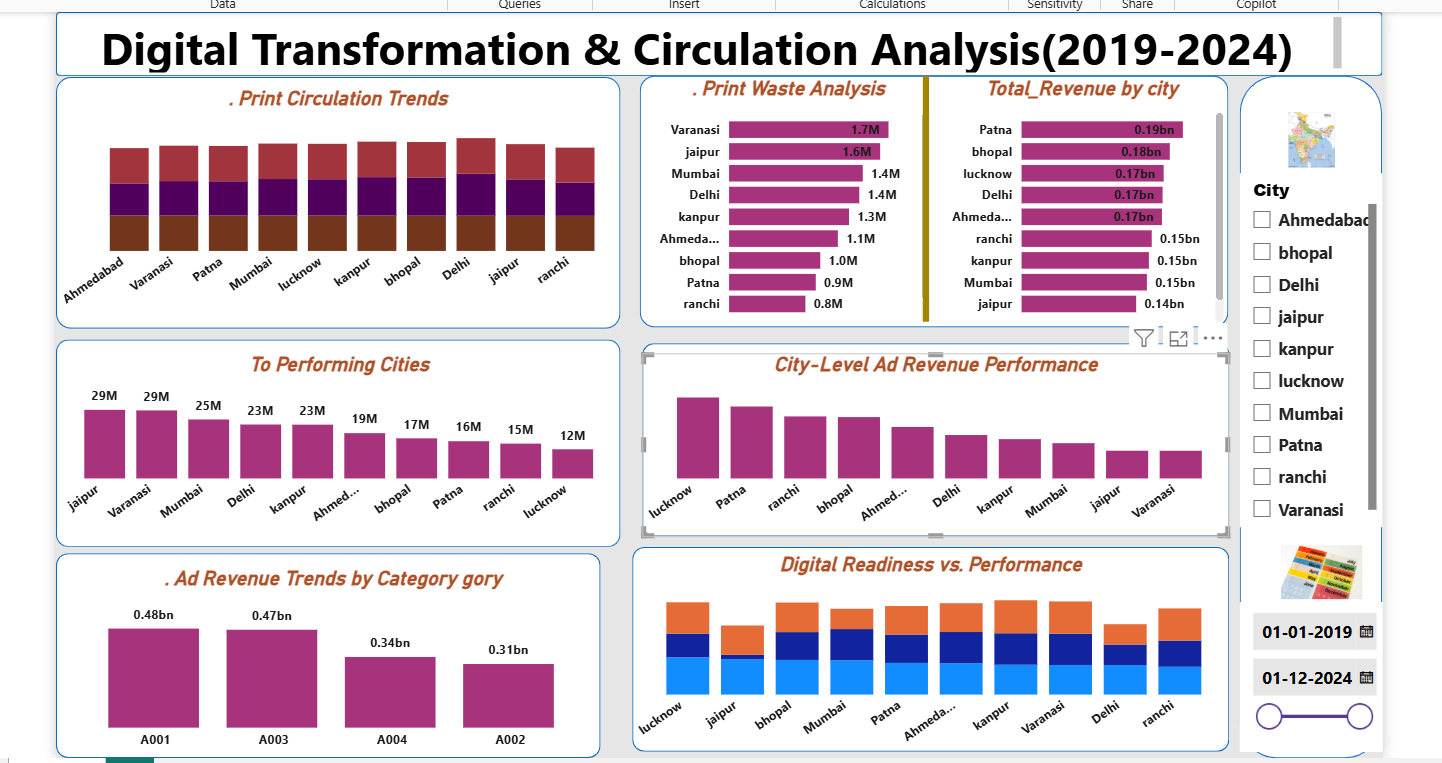 Data Queries Insert Calculations Sensitivity Share Copilot
Digital Transformation & Circulation Analysis(2019-2024)
. Print Circulation Trends
Ahmedabad
Varanasi
Patna
Mumbai
lucknow
kanpur
bhopal
Delhi
jaipur
ranchi
. Print Waste Analysis
Varanasi 1.7M
jaipur 1.6M
Mumbai 1.4M
Delhi 1.4M
kanpur 1.3M
Ahmeda... 1.1M
bhopal 1.0M
Patna 0.9M
ranchi 0.8M
Total_Revenue by city
Patna 0.19bn
bhopal 0.18bn
lucknow 0.17bn
Delhi 0.17bn
Ahmeda... 0.17bn
ranchi 0.15bn
kanpur 0.15bn
Mumbai 0.15bn
jaipur 0.14bn
To Performing Cities
29M 29M 25M 23M 23M 19M 17M 16M 15M 12M
jaipur
Varanasi
Mumbai
Delhi
kanpur
Ahmed...
bhopal
Patna
ranchi
lucknow
City-Level Ad Revenue Performance
lucknow
Patna
ranchi
bhopal
Ahmed...
Delhi
kanpur
Mumbai
jaipur
Varanasi
. Ad Revenue Trends by Category gory
0.48bn 0.47bn 0.34bn 0.31bn
A001 A003 A004 A002
Digital Readiness vs. Performance
lucknow
jaipur
bhopal
Mumbai
Patna
Ahmeda...
kanpur
Varanasi
Delhi
ranchi
City
Ahmedabad
bhopal
Delhi
jaipur
kanpur
lucknow
Mumbai
Patna
ranchi
Varanasi
01-01-2019
01-12-2024